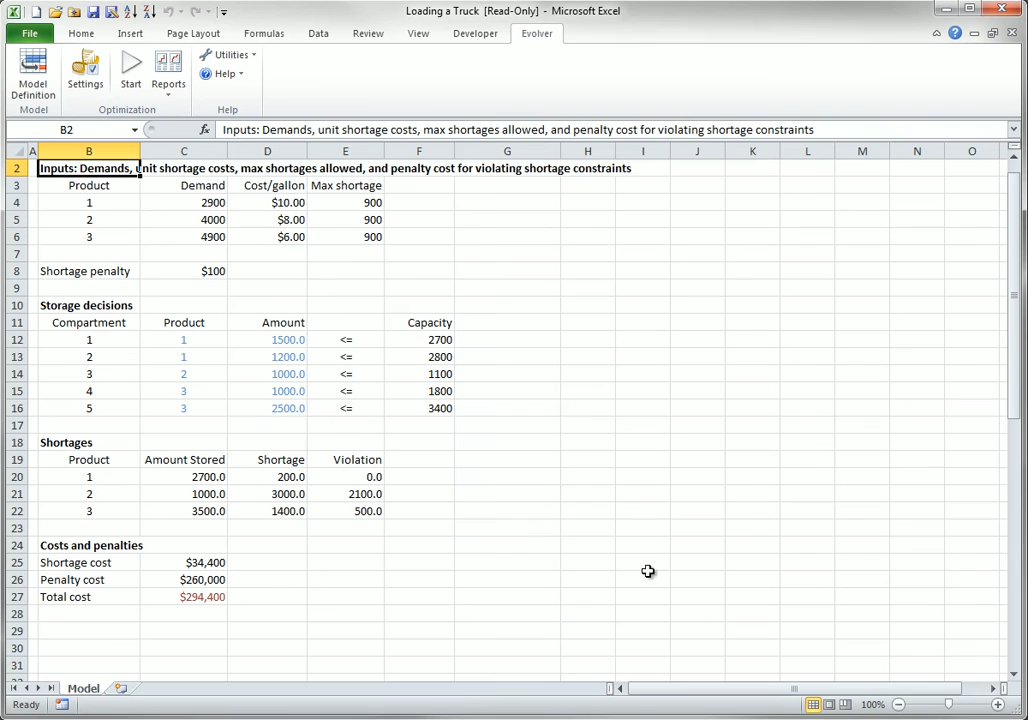 Loading a Truck [Read-Only] - Microsoft Excel
File Home Insert Page Layout Formulas Data Review View Developer Evolver
Model Definition Settings Start Reports Utilities Help
Model Optimization Help
B2 fx Inputs: Demands, unit shortage costs, max shortages allowed, and penalty cost for violating shortage constraints
A B C D E F G H I J K L M N O
2 Inputs: Demands, unit shortage costs, max shortages allowed, and penalty cost for violating shortage constraints
3 Product Demand Cost/gallon Max shortage
4 1 2900 $10.00 900
5 2 4000 $8.00 900
6 3 4900 $6.00 900
7
8 Shortage penalty $100
9
10 Storage decisions
11 Compartment Product Amount Capacity
12 1 1 1500.0 <= 2700
13 2 1 1200.0 <= 2800
14 3 2 1000.0 <= 1100
15 4 3 1000.0 <= 1800
16 5 3 2500.0 <= 3400
17
18 Shortages
19 Product Amount Stored Shortage Violation
20 1 2700.0 200.0 0.0
21 2 1000.0 3000.0 2100.0
22 3 3500.0 1400.0 500.0
23
24 Costs and penalties
25 Shortage cost $34,400
26 Penalty cost $260,000
27 Total cost $294,400
28
29
30
31
Model
Ready 100%